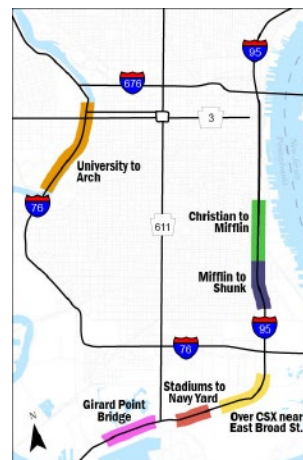 95
676
3
University to
Arch
76
Christian to
Mifflin
611
Mifflin to
Shunk
95
76
Stadiums to
Navy Yard
Girard Point
Bridge
Over CSX near
East Broad St.
N